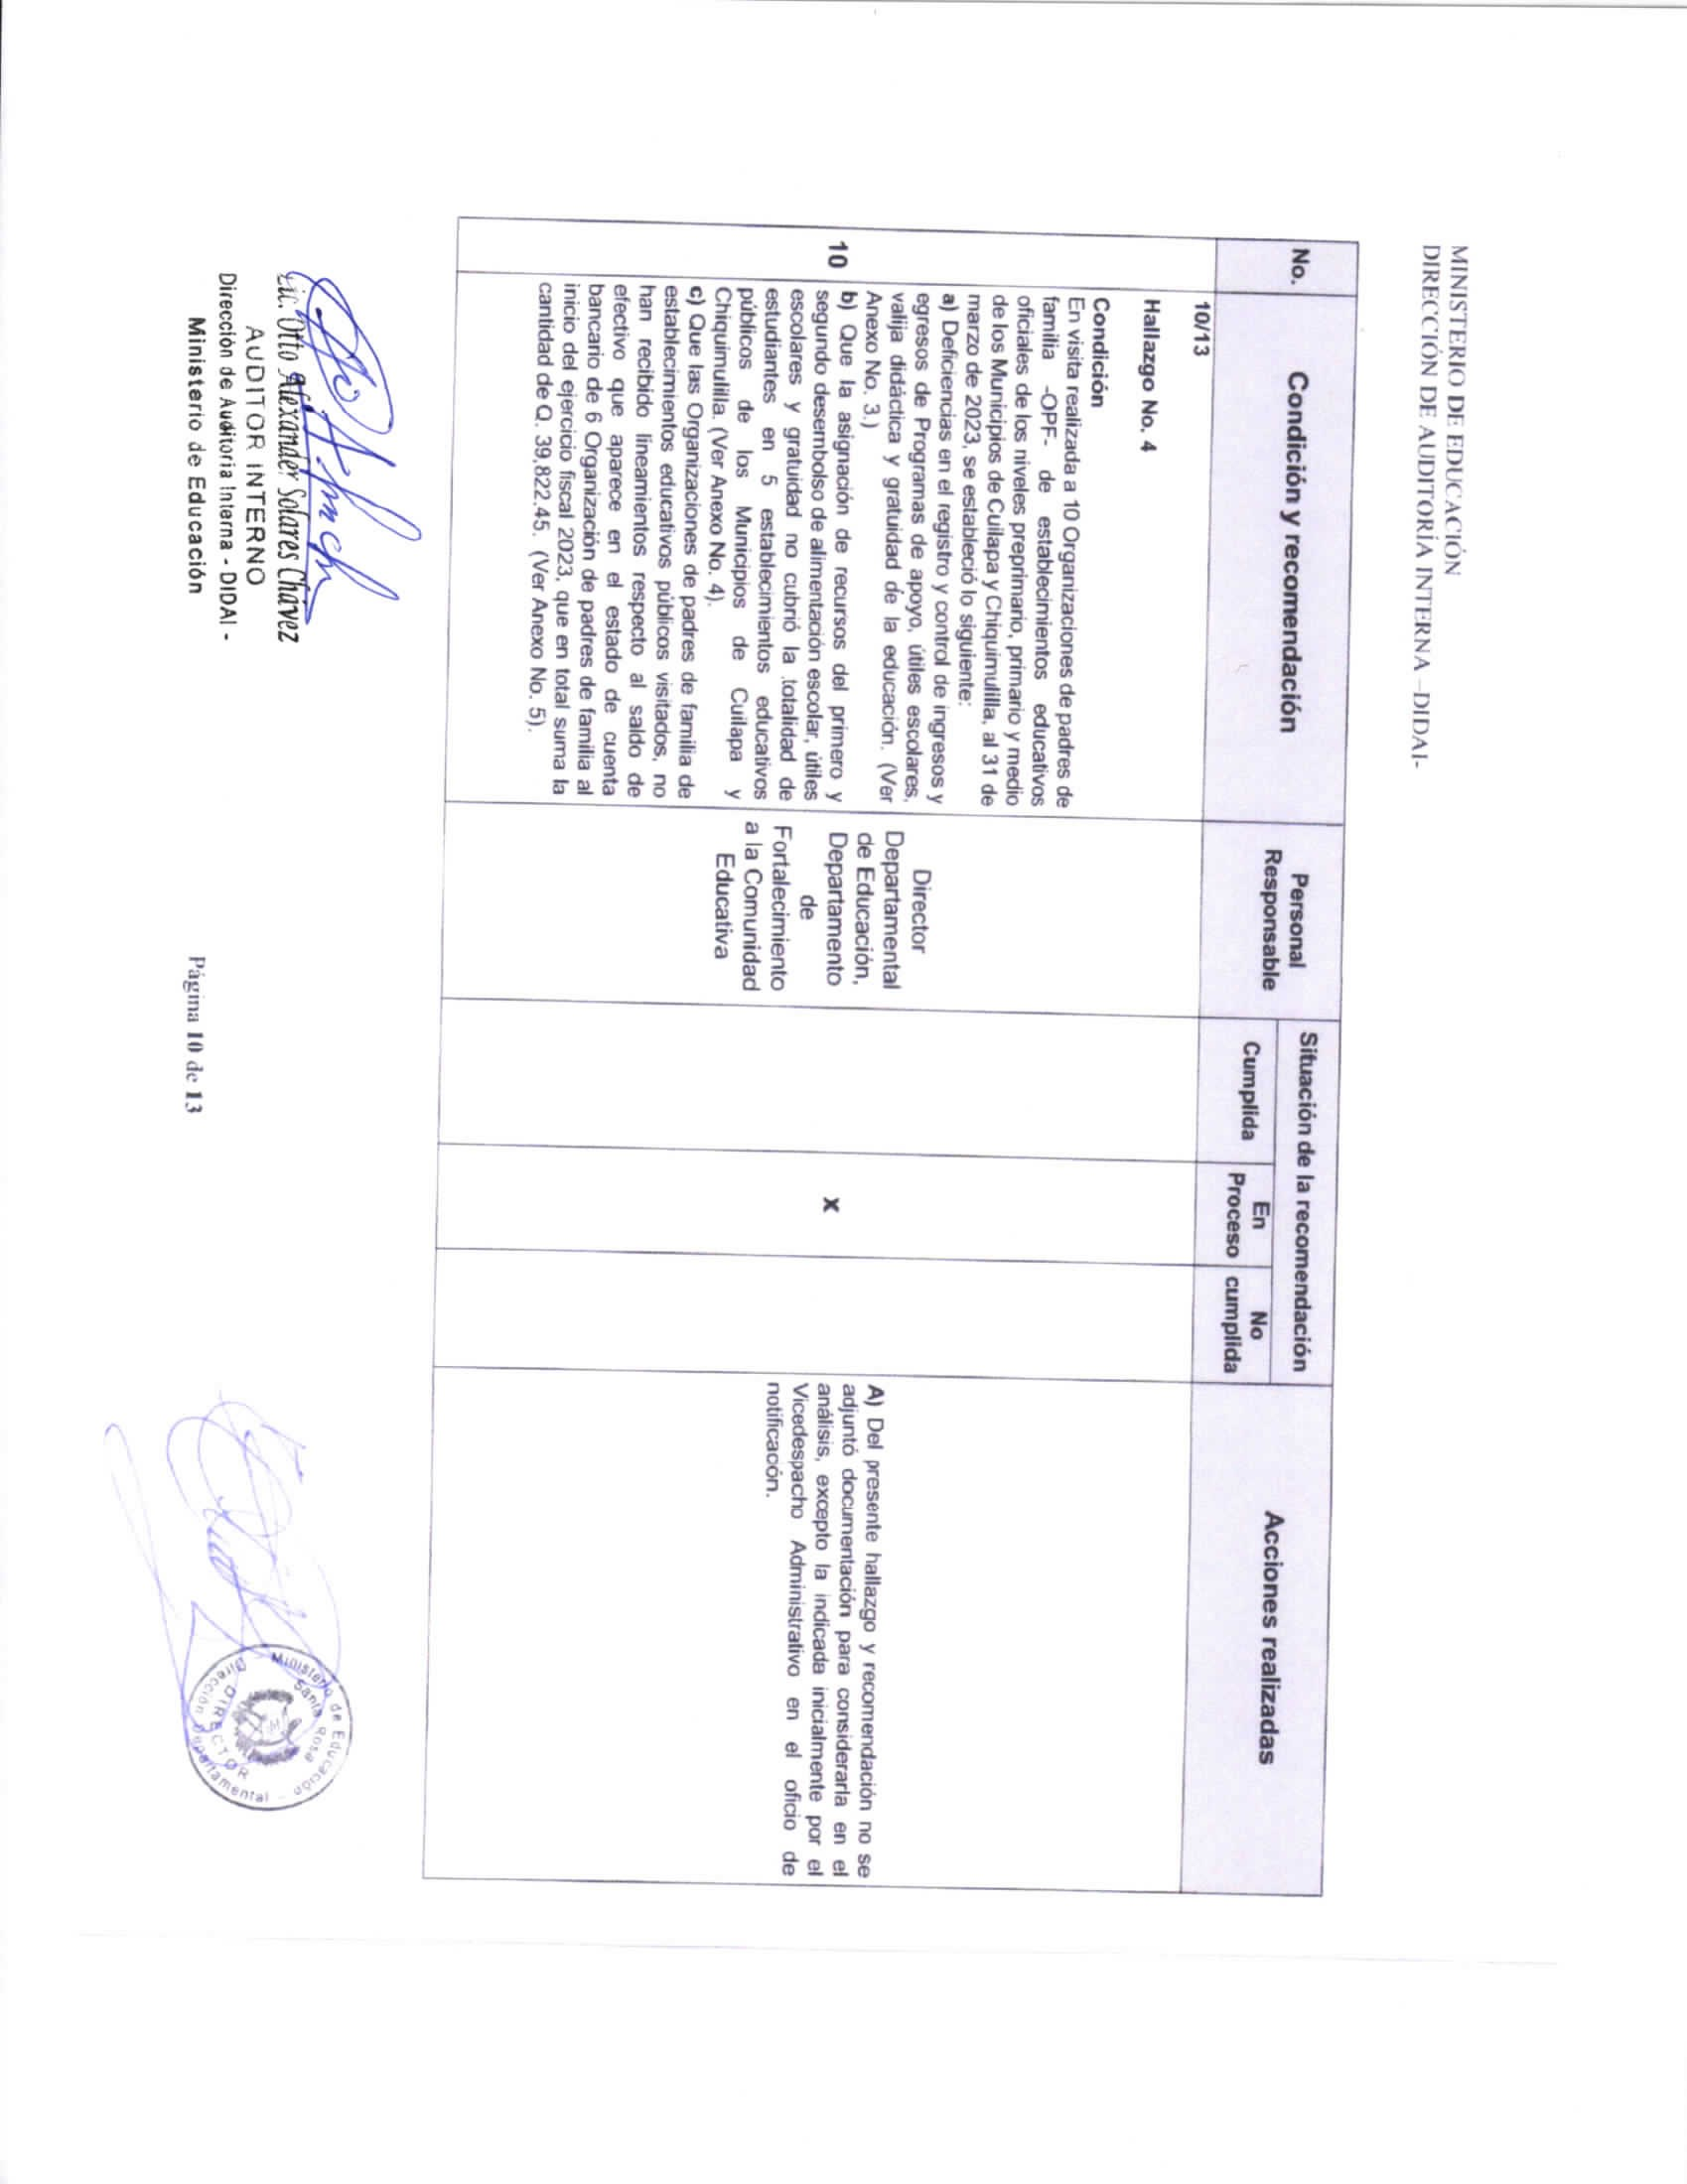 MINISTERIO DE EDUCACIÓN
DIRECCIÓN DE AUDITORÍA INTERNA –DIDAI-
No.
Condición y recomendación
Personal
Responsable
Situación de la recomendación
Cumplida
En
Proceso
No
cumplida
Acciones realizadas
10/13
Hallazgo No. 4
Condición
En visita realizada a 10 Organizaciones de padres de
familia -OPF- de establecimientos educativos
oficiales de los niveles preprimario, primario y medio
de los Municipios de Cuilapa y Chiquimulilla, al 31 de
marzo de 2023, se estableció lo siguiente:
a) Deficiencias en el registro y control de ingresos y
egresos de Programas de apoyo, útiles escolares,
valija didáctica y gratuidad de la educación. (Ver
Anexo No. 3.)
10
b) Que la asignación de recursos del primero y
segundo desembolso de alimentación escolar, útiles
escolares y gratuidad no cubrió la totalidad de
estudiantes en 5 establecimientos educativos
públicos de los Municipios de Cuilapa y
Chiquimulilla. (Ver Anexo No. 4).
c) Que las Organizaciones de padres de familia de
establecimientos educativos públicos visitados, no
han recibido lineamientos respecto al saldo de
efectivo que aparece en el estado de cuenta
bancario de 6 Organización de padres de familia al
inicio del ejercicio fiscal 2023, que en total suma la
cantidad de Q. 39,822.45. (Ver Anexo No. 5).
Director
Departamental
de Educación,
Departamento
de
Fortalecimiento
a la Comunidad
Educativa
x
A) Del presente hallazgo y recomendación no se
adjuntó documentación para considerarla en el
análisis, excepto la indicada inicialmente por el
Vicedespacho Administrativo en el oficio de
notificacón.
Lic. Otto Alexander Solares Chávez
AUDITOR INTERNO
Dirección de Auditoria Interna - DIDAI -
Ministerio de Educación
Página 10 de 13
Ministerio de Educación
Dirección Departamental
Santa Rosa
DIRECTOR